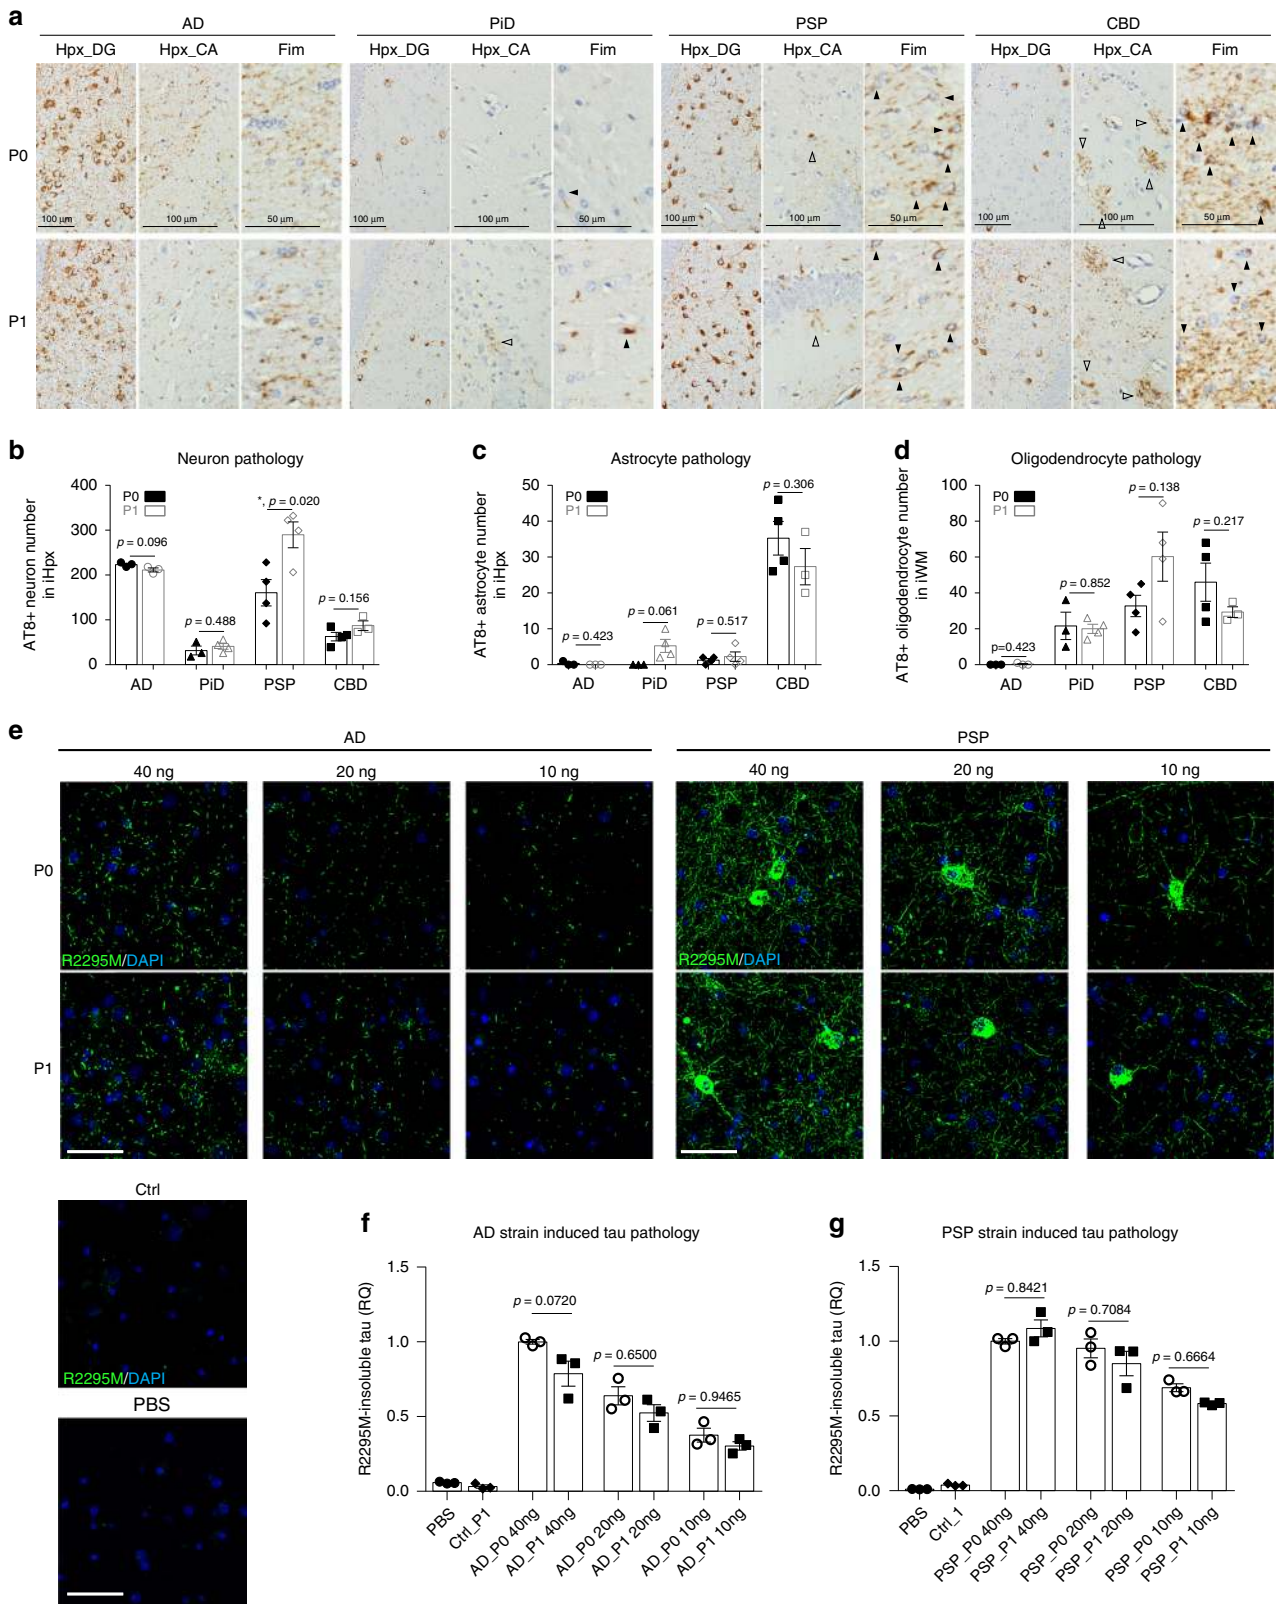 a
AD PiD PSP CBD
Hpx_DG Hpx_CA Fim Hpx_DG Hpx_CA Fim Hpx_DG Hpx_CA Fim Hpx_DG Hpx_CA Fim
P0
100 µm 100 µm 50 µm 100 µm 100 µm 50 µm 100 µm 100 µm 50 µm 100 µm 100 µm 50 µm
P1
b
Neuron pathology
AT8+ neuron number
in iHpx
400
300
200
100
0
P0
P1
p = 0.096
p = 0.488
*, p = 0.020
p = 0.156
AD PiD PSP CBD
c
Astrocyte pathology
AT8+ astrocyte number
in iHpx
50
40
30
20
10
0
P0
P1
p = 0.423
p = 0.061
p = 0.517
p = 0.306
AD PiD PSP CBD
d
Oligodendrocyte pathology
AT8+ oligodendrocyte number
in iWM
100
80
60
40
20
0
P0
P1
p=0.423
p = 0.852
p = 0.138
p = 0.217
AD PiD PSP CBD
e
AD PSP
40 ng 20 ng 10 ng 40 ng 20 ng 10 ng
P0
R2295M/DAPI R2295M/DAPI
P1
Ctrl
R2295M/DAPI
PBS
f
AD strain induced tau pathology
R2295M-insoluble tau (RQ)
1.5
1.0
0.5
0.0
p = 0.0720
p = 0.6500
p = 0.9465
PBS
Ctrl_P1
AD_P0 40ng
AD_P1 40ng
AD_P0 20ng
AD_P1 20ng
AD_P0 10ng
AD_P1 10ng
g
PSP strain induced tau pathology
R2295M-insoluble tau (RQ)
1.5
1.0
0.5
0.0
p = 0.8421
p = 0.7084
p = 0.6664
PBS
Ctrl_1
PSP_P0 40ng
PSP_P1 40ng
PSP_P0 20ng
PSP_P1 20ng
PSP_P0 10ng
PSP_P1 10ng